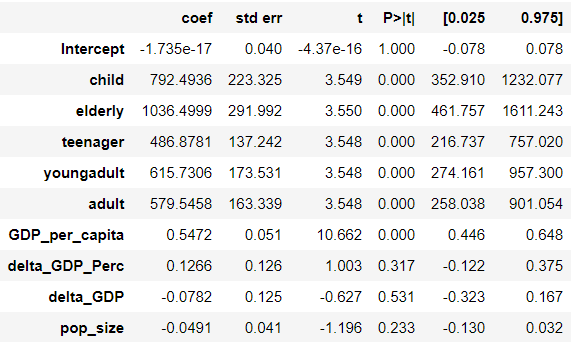 coef std err t P>|t| [0.025 0.975]
Intercept -1.735e-17 0.040 -4.37e-16 1.000 -0.078 0.078
child 792.4936 223.325 3.549 0.000 352.910 1232.077
elderly 1036.4999 291.992 3.550 0.000 461.757 1611.243
teenager 486.8781 137.242 3.548 0.000 216.737 757.020
youngadult 615.7306 173.531 3.548 0.000 274.161 957.300
adult 579.5458 163.339 3.548 0.000 258.038 901.054
GDP_per_capita 0.5472 0.051 10.662 0.000 0.446 0.648
delta_GDP_Perc 0.1266 0.126 1.003 0.317 -0.122 0.375
delta_GDP -0.0782 0.125 -0.627 0.531 -0.323 0.167
pop_size -0.0491 0.041 -1.196 0.233 -0.130 0.032